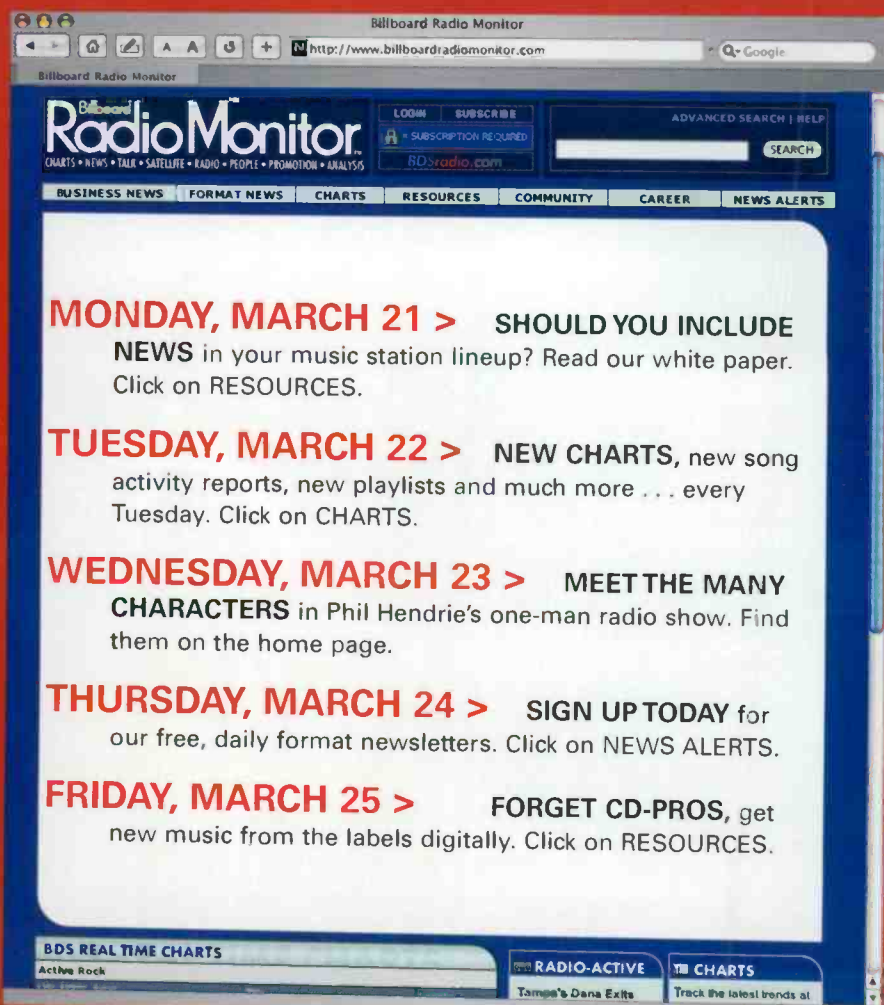 Billboard Radio Monitor
A A
http://www.billboardradiomonitor.com
Q Google
Billboard Radio Monitor
Billboard
RadioMonitor
CHARTS • NEWS • TALK • SATELLITE • RADIO • PEOPLE • PROMOTION • ANALYSIS
LOGIN SUBSCRIBE
= SUBSCRIPTION REQUIRED
BDSradio.com
ADVANCED SEARCH | HELP
SEARCH
BUSINESS NEWS FORMAT NEWS CHARTS RESOURCES COMMUNITY CAREER NEWS ALERTS
MONDAY, MARCH 21 > SHOULD YOU INCLUDE
NEWS in your music station lineup? Read our white paper.
Click on RESOURCES.
TUESDAY, MARCH 22 > NEW CHARTS, new song
activity reports, new playlists and much more . . . every
Tuesday. Click on CHARTS.
WEDNESDAY, MARCH 23 > MEET THE MANY
CHARACTERS in Phil Hendrie's one-man radio show. Find
them on the home page.
THURSDAY, MARCH 24 > SIGN UP TODAY for
our free, daily format newsletters. Click on NEWS ALERTS.
FRIDAY, MARCH 25 > FORGET CD-PROS, get
new music from the labels digitally. Click on RESOURCES.
BDS REAL TIME CHARTS
Active Rock
RADIO-ACTIVE
Tampa's Dana Exits
CHARTS
Track the latest trends at